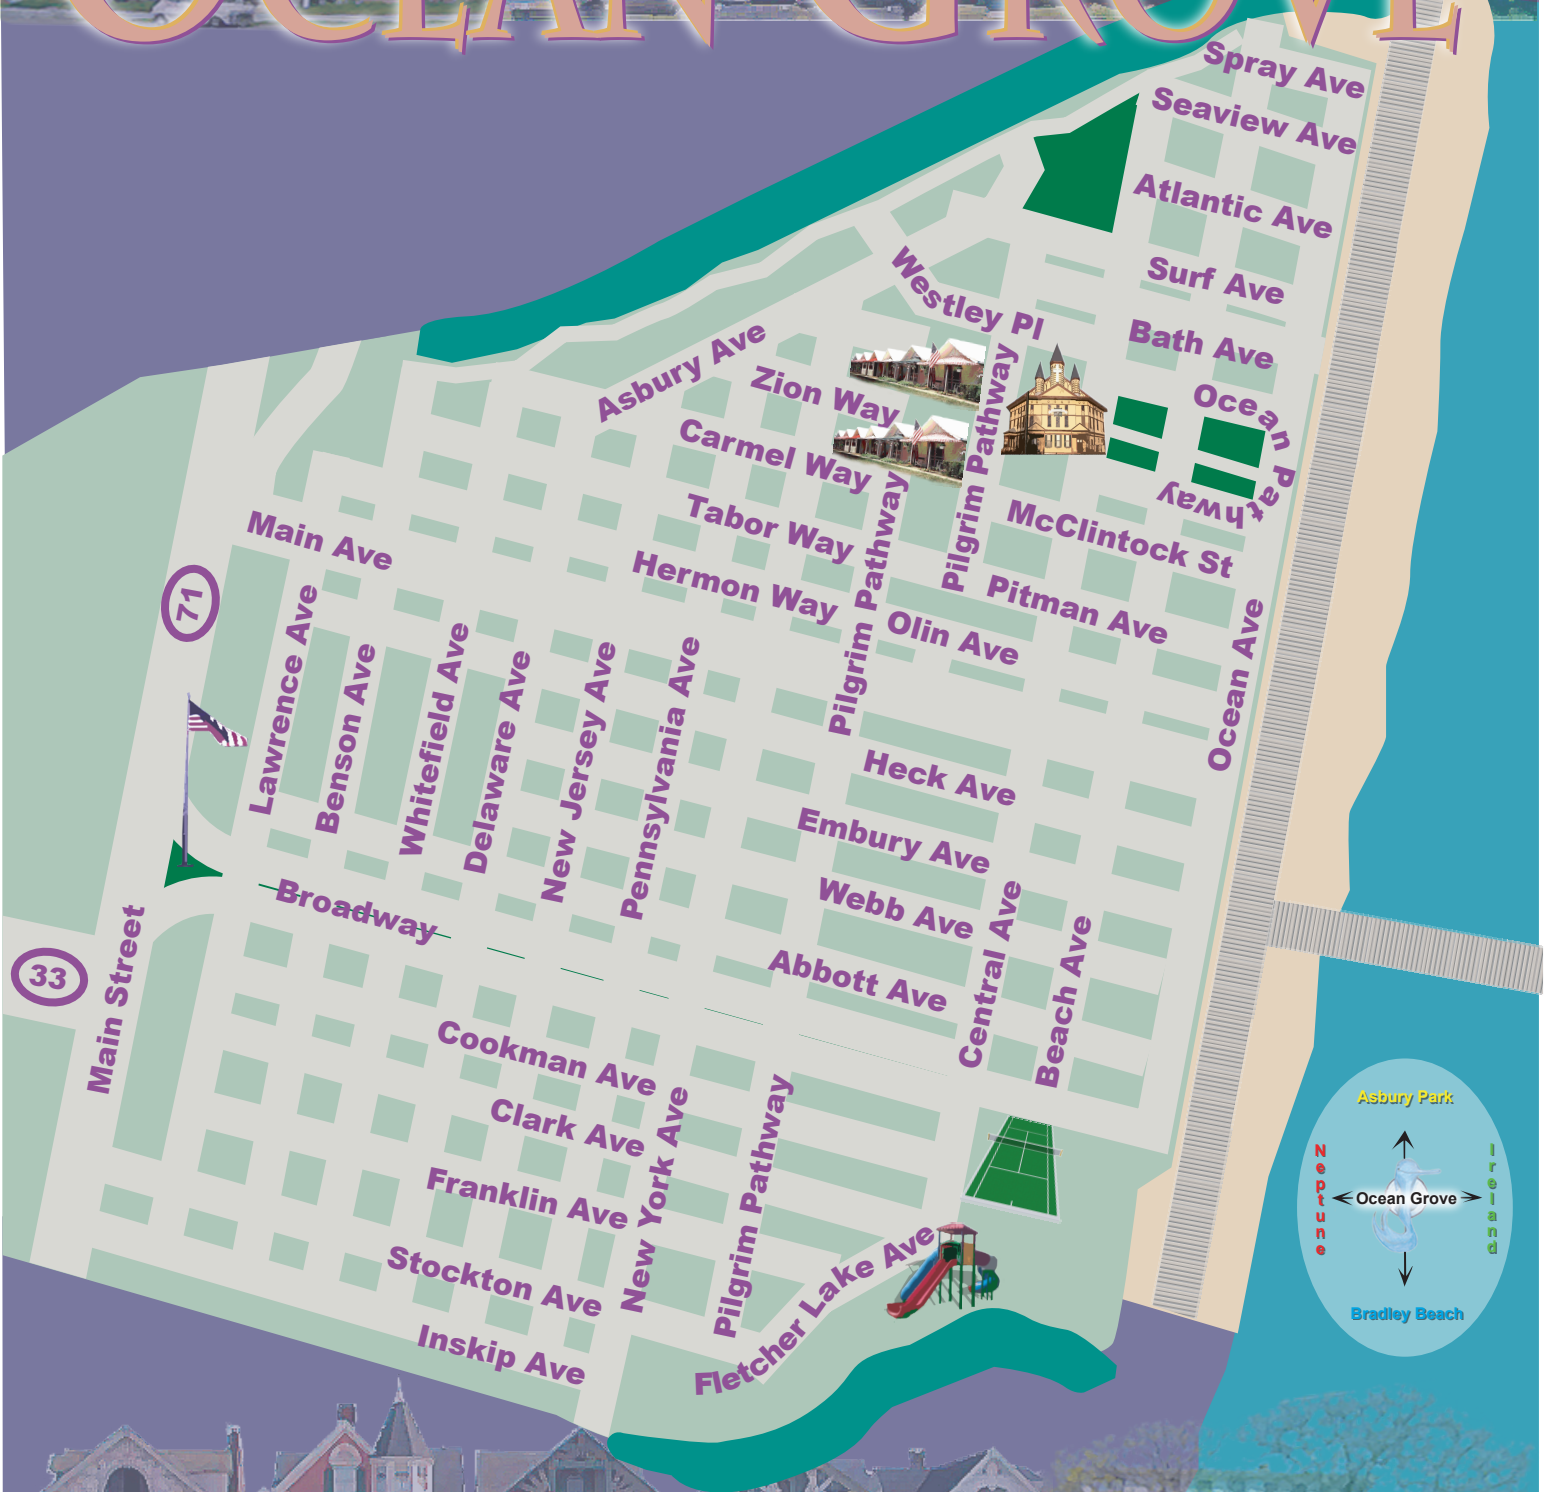 OCEAN GROVE
Spray Ave
Seaview Ave
Atlantic Ave
Surf Ave
Westley Pl
Bath Ave
Asbury Ave
Zion Way
Ocean Pathway
Carmel Way
Pilgrim Pathway
Pilgrim Pathway
Tabor Way
McClintock St
Main Ave
Hermon Way
Pitman Ave
Olin Ave
71
Ocean Ave
Lawrence Ave
Benson Ave
Whitefield Ave
Delaware Ave
New Jersey Ave
Pennsylvania Ave
Heck Ave
Embury Ave
Webb Ave
Broadway
Central Ave
Beach Ave
Abbott Ave
33
Main Street
Cookman Ave
Clark Ave
New York Ave
Pilgrim Pathway
Franklin Ave
Stockton Ave
Fletcher Lake Ave
Inskip Ave
Asbury Park
Neptune
Ocean Grove
Ireland
Bradley Beach